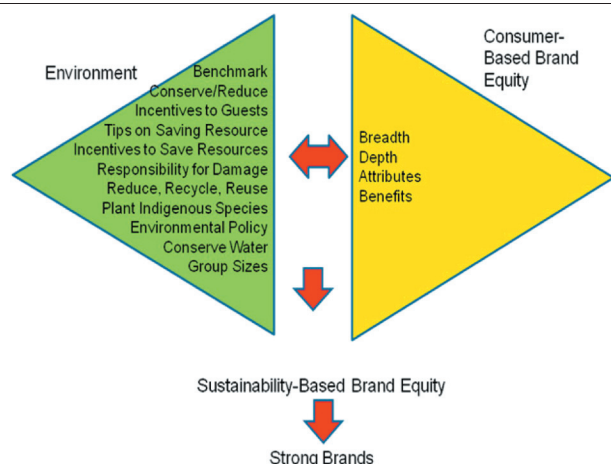 Environment
Benchmark
Conserve/Reduce
Incentives to Guests
Tips on Saving Resource
Incentives to Save Resources
Responsibility for Damage
Reduce, Recycle, Reuse
Plant Indigenous Species
Environmental Policy
Conserve Water
Group Sizes
Consumer-
Based Brand
Equity
Breadth
Depth
Attributes
Benefits
Sustainability-Based Brand Equity
Strong Brands